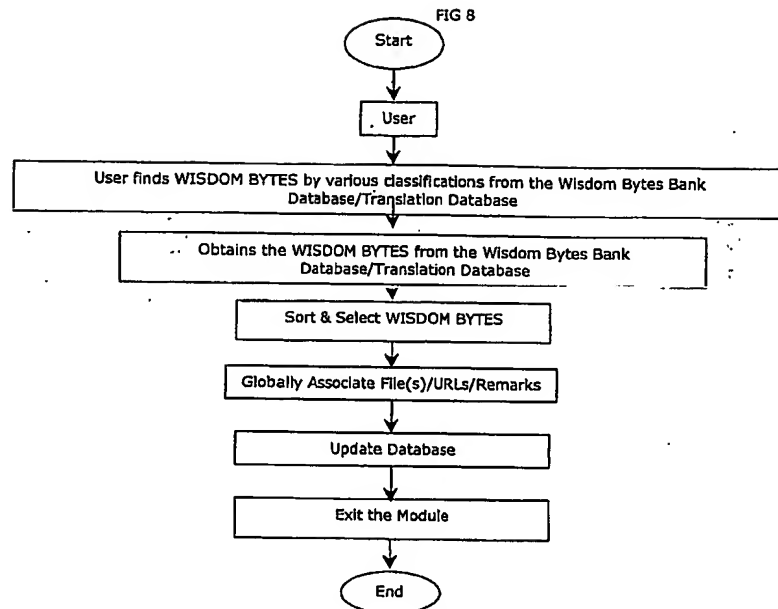 FIG 8
Start
User
User finds WISDOM BYTES by various classifications from the Wisdom Bytes Bank
Database/Translation Database
Obtains the WISDOM BYTES from the Wisdom Bytes Bank
Database/Translation Database
Sort & Select WISDOM BYTES
Globally Associate File(s)/URLs/Remarks
Update Database
Exit the Module
End